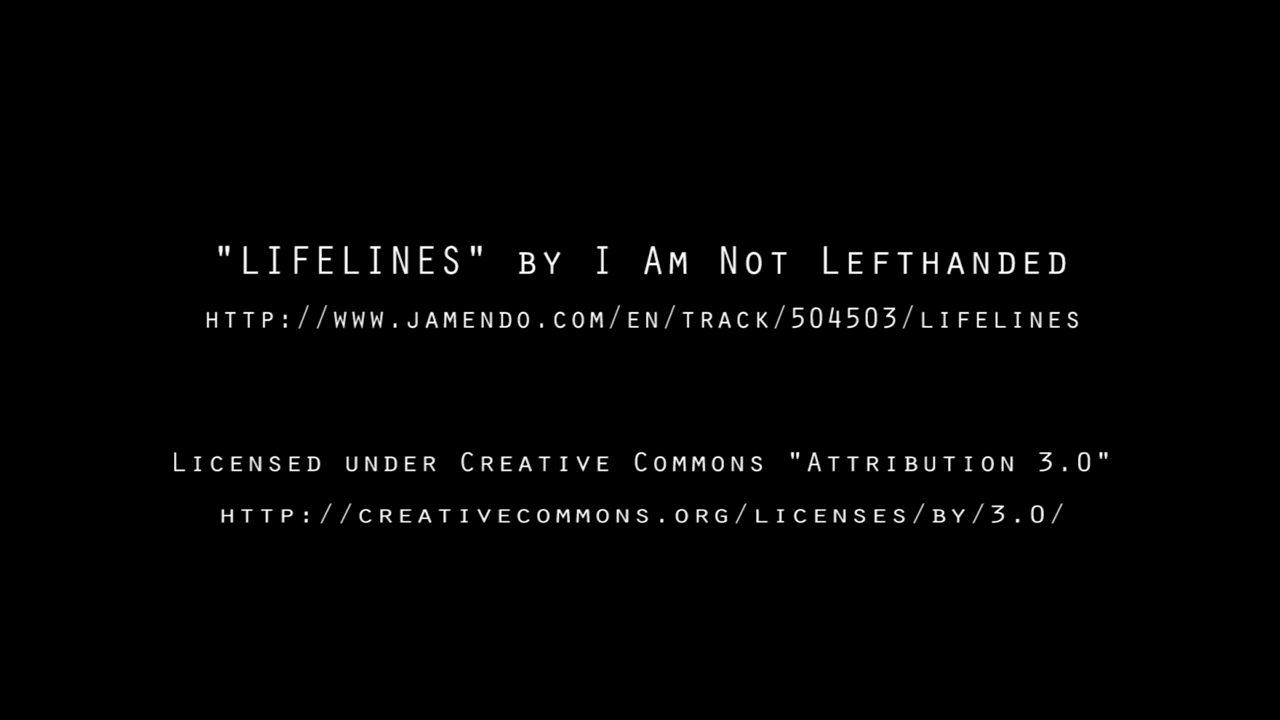 "LIFELINES" by I Am Not Lefthanded
http://www.jamendo.com/en/track/504503/lifelines
Licensed under Creative Commons "Attribution 3.0"
http://creativecommons.org/licenses/by/3.0/